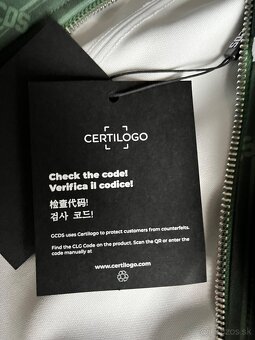 GCDS
CERTILOGO
Check the code!
Verifica il codice!
检查代码!
검사 코드!
GCDS uses Certilogo to protect customers from counterfeits.
Find the CLG Code on the product. Scan the QR or enter the
code manually at
www.certilogo.com